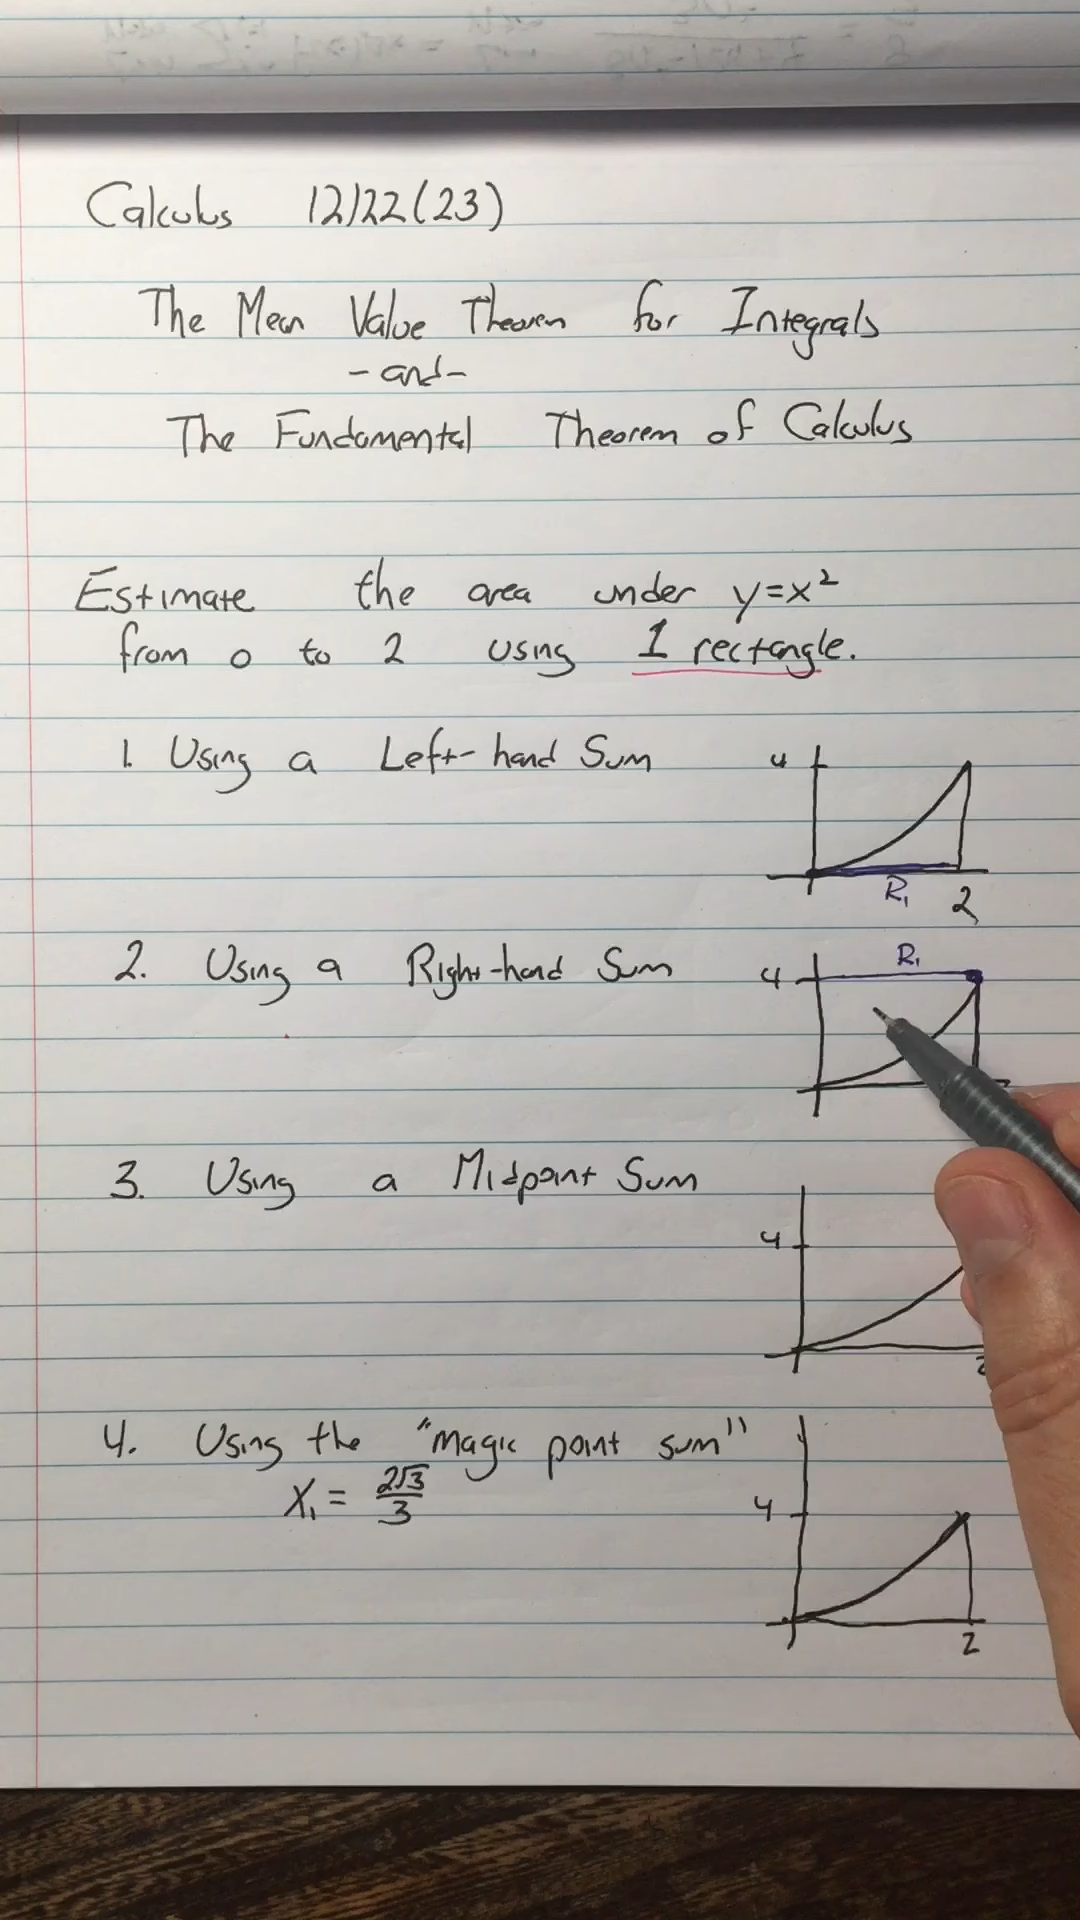 Calculus 12/22(23)
The Mean Value Theorem for Integrals
- and -
The Fundamental Theorem of Calculus
Estimate the area under y=x²
from 0 to 2 using 1 rectangle.
1. Using a Left-hand Sum
4
R₁ 2
2. Using a Right-hand Sum
R₁
4
3. Using a Midpoint Sum
4
4. Using the "magic point sum"
X₁ = 2√3/3
4
2